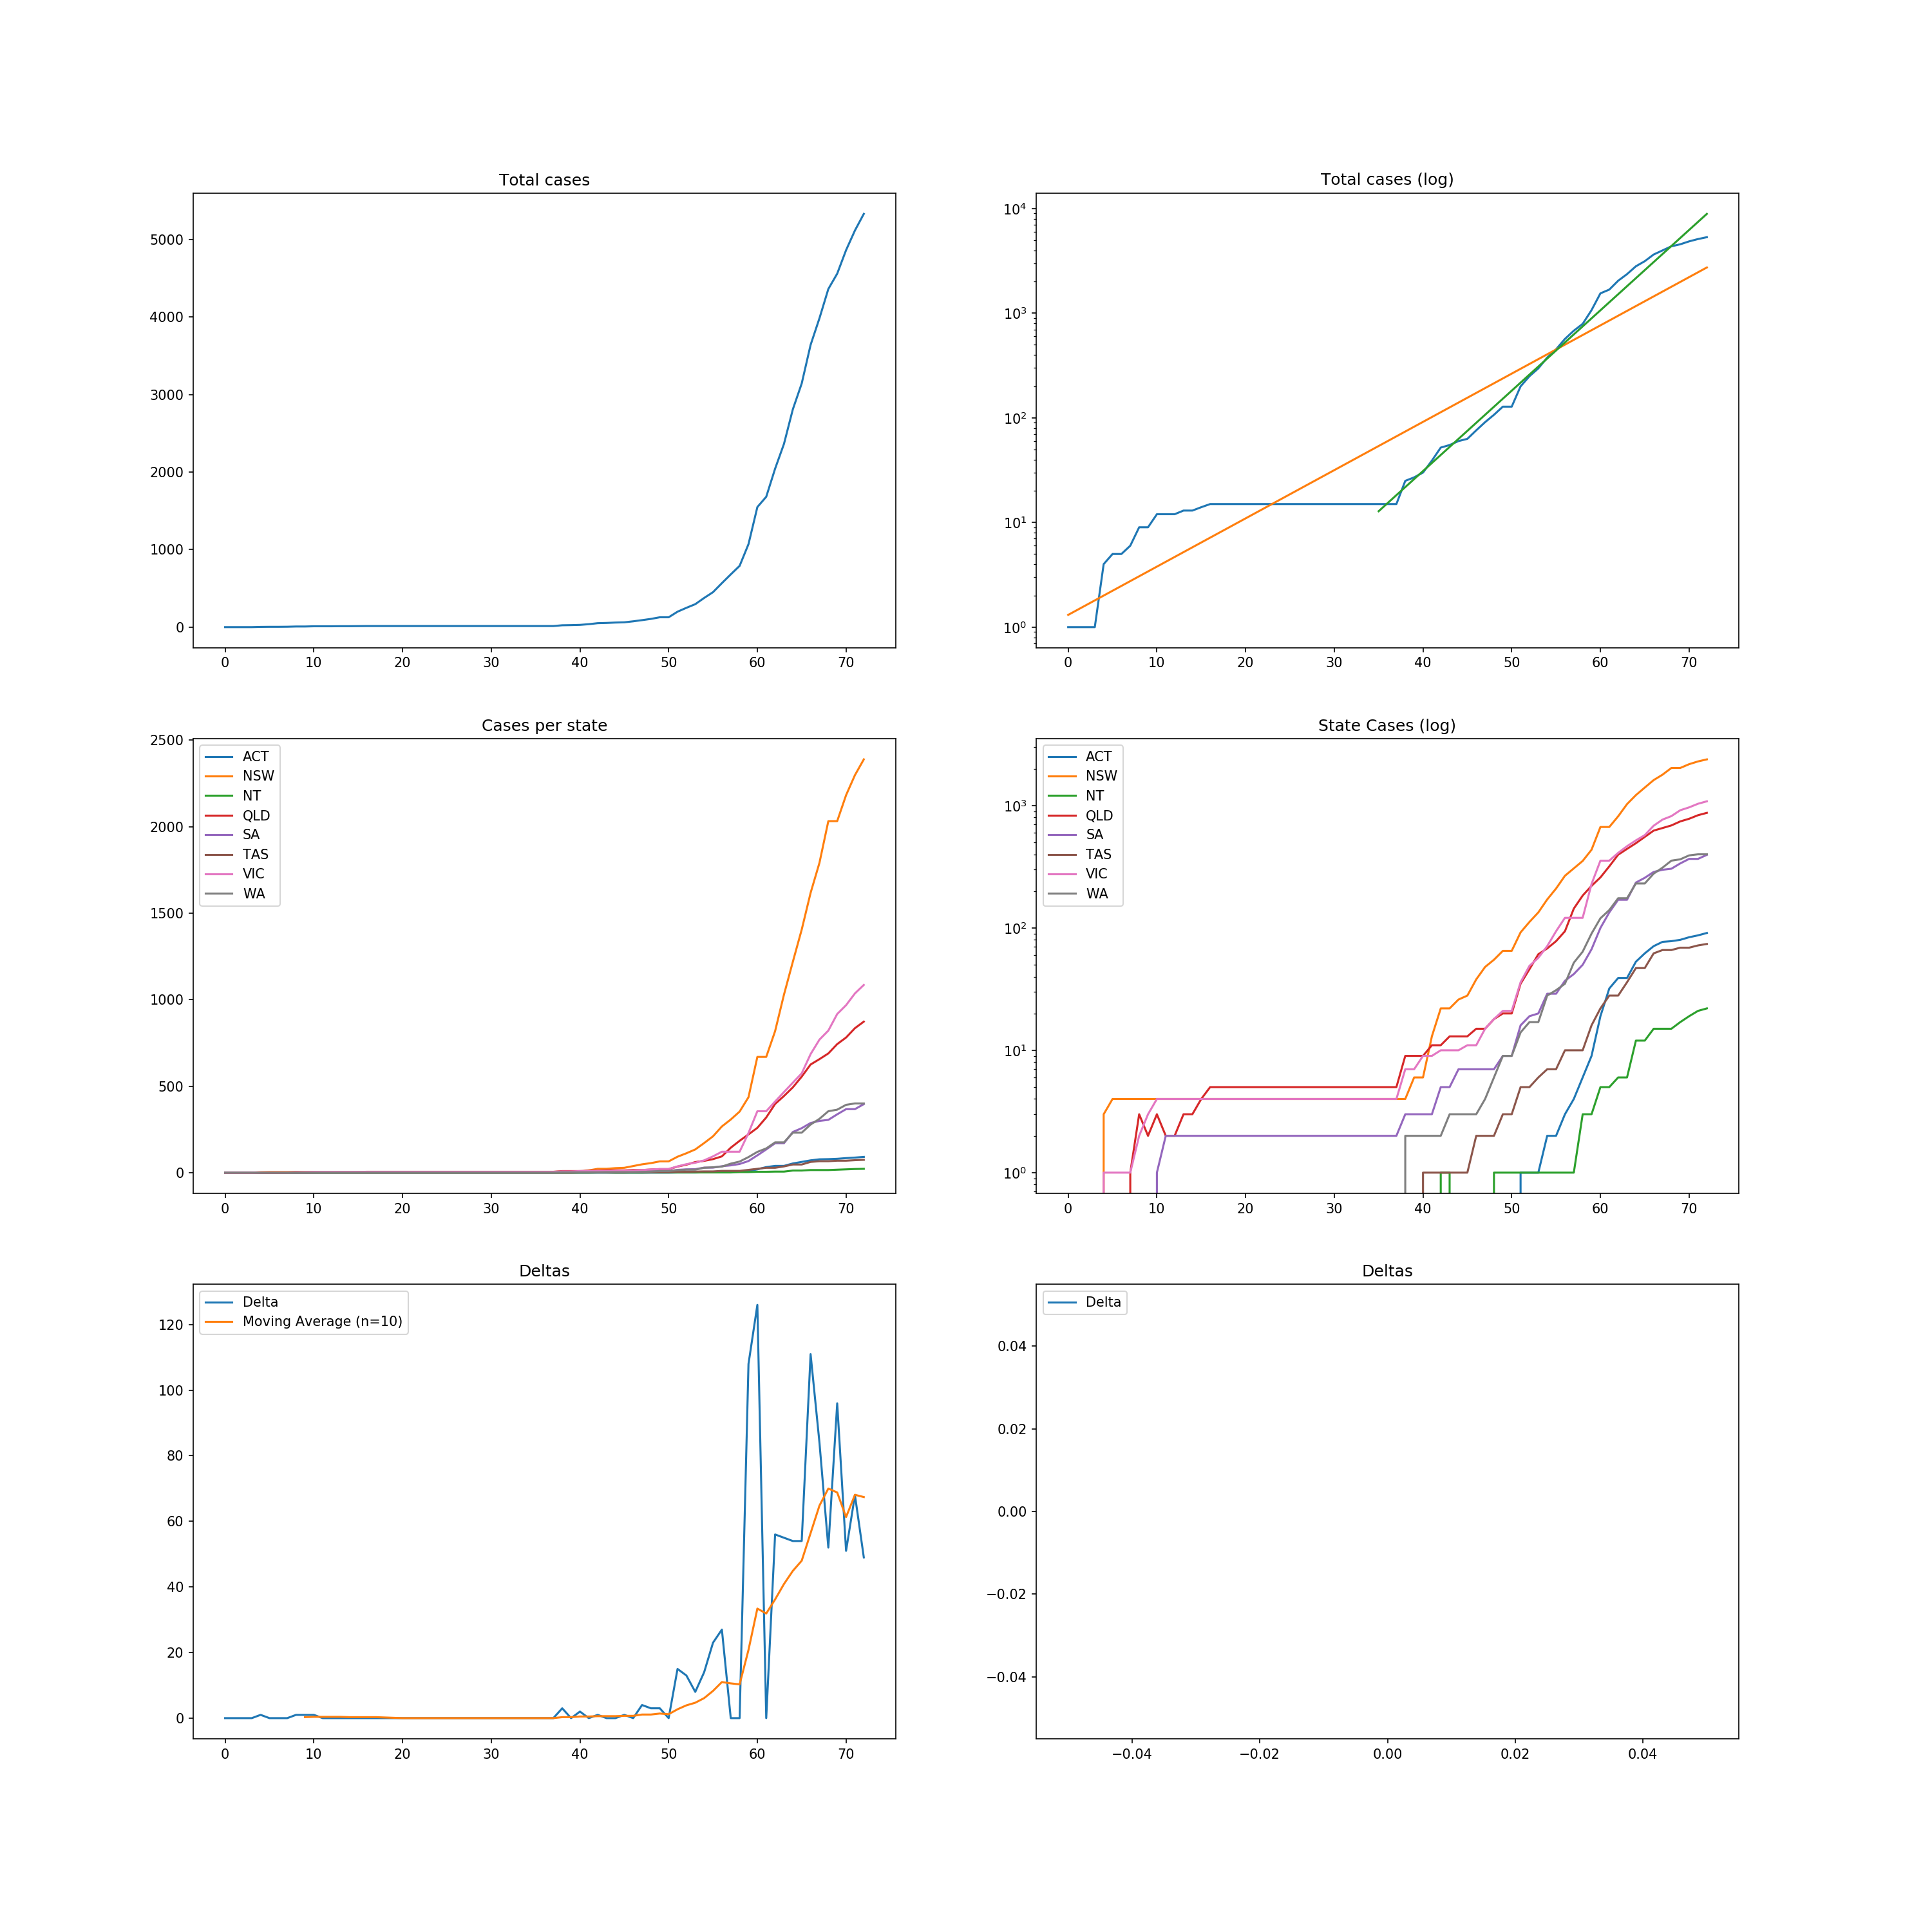 Total cases
5000
4000
3000
2000
1000
0
0 10 20 30 40 50 60 70
Total cases (log)
10⁴
10³
10²
10¹
10⁰
0 10 20 30 40 50 60 70
Cases per state
2500
2000
1500
1000
500
0
ACT
NSW
NT
QLD
SA
TAS
VIC
WA
0 10 20 30 40 50 60 70
State Cases (log)
10³
10²
10¹
10⁰
ACT
NSW
NT
QLD
SA
TAS
VIC
WA
0 10 20 30 40 50 60 70
Deltas
Delta
Moving Average (n=10)
120
100
80
60
40
20
0
0 10 20 30 40 50 60 70
Deltas
Delta
0.04
0.02
0.00
−0.02
−0.04
−0.04 −0.02 0.00 0.02 0.04